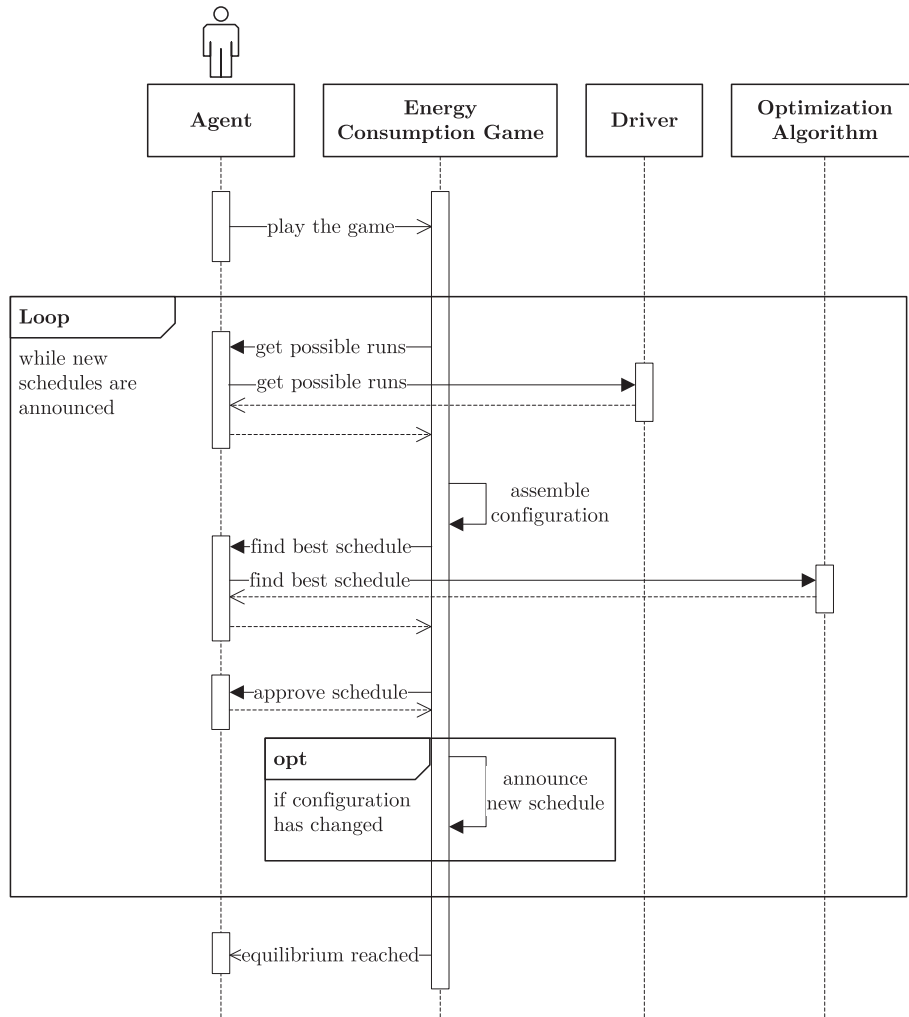 Agent
Energy
Consumption Game
Driver
Optimization
Algorithm
play the game
Loop
while new
schedules are
announced
get possible runs
get possible runs
assemble
configuration
find best schedule
find best schedule
approve schedule
opt
if configuration
has changed
announce
new schedule
equilibrium reached